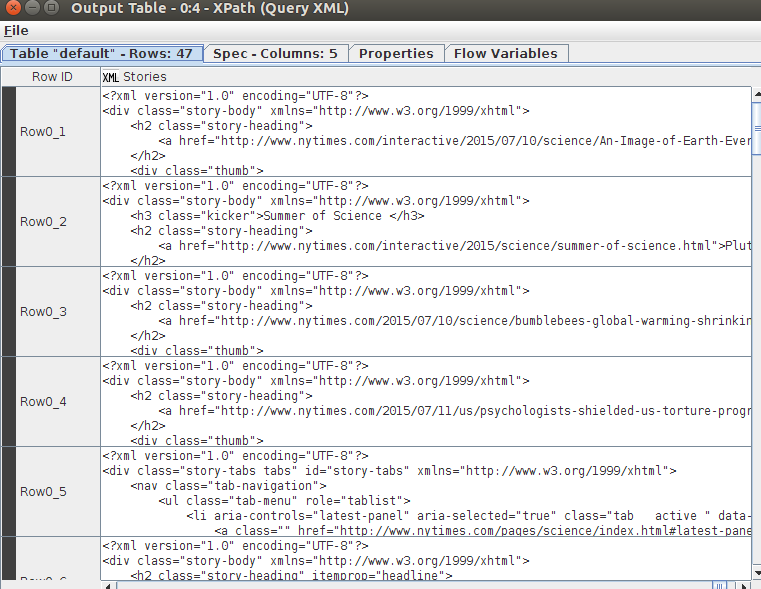 Output Table - 0:4 - XPath (Query XML)
File
Table "default" - Rows: 47 Spec - Columns: 5 Properties Flow Variables
Row ID XML Stories
Row0_1
<?xml version="1.0" encoding="UTF-8"?>
<div class="story-body" xmlns="http://www.w3.org/1999/xhtml">
<h2 class="story-heading">
<a href="http://www.nytimes.com/interactive/2015/07/10/science/An-Image-of-Earth-Ever
</h2>
<div class="thumb">
Row0_2
<?xml version="1.0" encoding="UTF-8"?>
<div class="story-body" xmlns="http://www.w3.org/1999/xhtml">
<h3 class="kicker">Summer of Science </h3>
<h2 class="story-heading">
<a href="http://www.nytimes.com/interactive/2015/science/summer-of-science.html">Plut
</h2>
Row0_3
<?xml version="1.0" encoding="UTF-8"?>
<div class="story-body" xmlns="http://www.w3.org/1999/xhtml">
<h2 class="story-heading">
<a href="http://www.nytimes.com/2015/07/10/science/bumblebees-global-warming-shrinkin
</h2>
<div class="thumb">
Row0_4
<?xml version="1.0" encoding="UTF-8"?>
<div class="story-body" xmlns="http://www.w3.org/1999/xhtml">
<h2 class="story-heading">
<a href="http://www.nytimes.com/2015/07/11/us/psychologists-shielded-us-torture-progr
</h2>
<div class="thumb">
Row0_5
<?xml version="1.0" encoding="UTF-8"?>
<div class="story-tabs tabs" id="story-tabs" xmlns="http://www.w3.org/1999/xhtml">
<nav class="tab-navigation">
<ul class="tab-menu" role="tablist">
<li aria-controls="latest-panel" aria-selected="true" class="tab   active " data-
<a class="" href="http://www.nytimes.com/pages/science/index.html#latest-pane
Row0_6
<?xml version="1.0" encoding="UTF-8"?>
<div class="story-body" xmlns="http://www.w3.org/1999/xhtml">
<h2 class="story-heading" itemprop="headline">